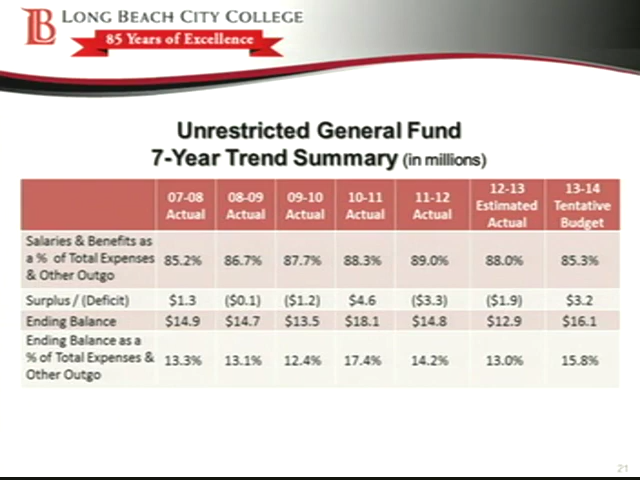 LB LONG BEACH CITY COLLEGE
85 Years of Excellence
Unrestricted General Fund
7-Year Trend Summary (in millions)
07-08 Actual 08-09 Actual 09-10 Actual 10-11 Actual 11-12 Actual 12-13 Estimated Actual 13-14 Tentative Budget
Salaries & Benefits as a % of Total Expenses & Other Outgo 85.2% 86.7% 87.7% 88.3% 89.0% 88.0% 85.3%
Surplus / (Deficit) $1.3 ($0.1) ($1.2) $4.6 ($3.3) ($1.9) $3.2
Ending Balance $14.9 $14.7 $13.5 $18.1 $14.8 $12.9 $16.1
Ending Balance as a % of Total Expenses & Other Outgo 13.3% 13.1% 12.4% 17.4% 14.2% 13.0% 15.8%
21